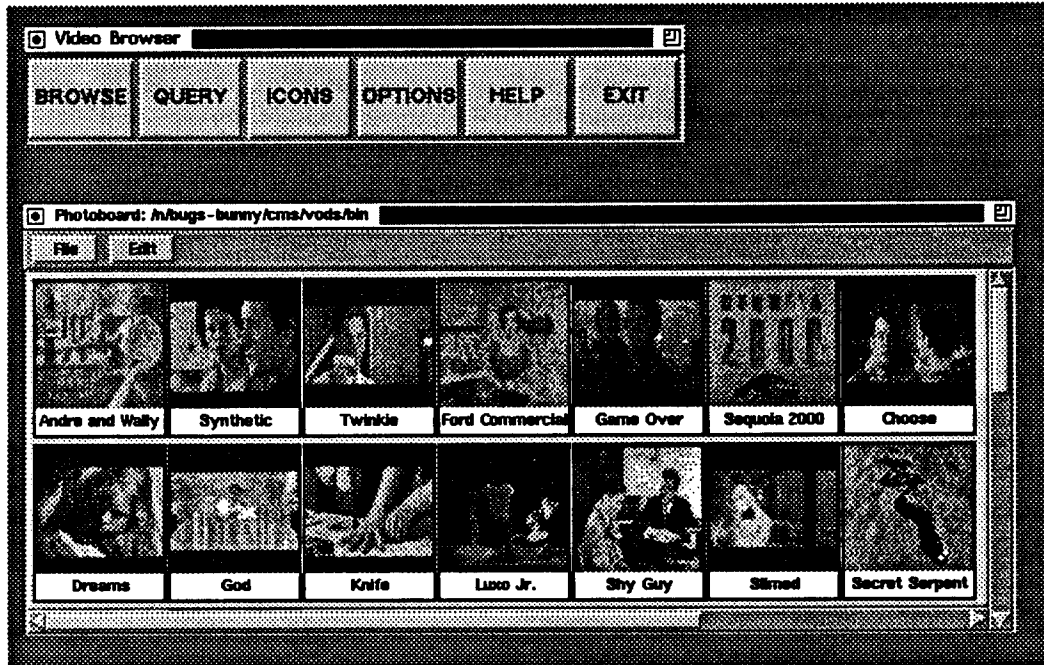 Video Browser
BROWSE QUERY ICONS OPTIONS HELP EXIT
Photoboard: /n/bugs-bunny/cms/vods/bin
File Edit
Andre and Wally Synthetic Twinkie Ford Commercial Game Over Sequoia 2000 Choose
Dreams God Knife Luxo Jr. Shy Guy Slimed Secret Serpent